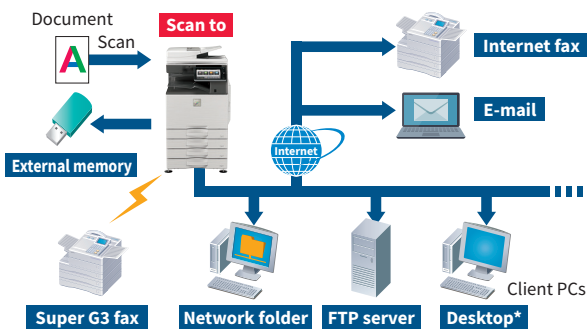 Document
Scan
Scan to
A
Internet fax
E-mail
Internet
External memory
Super G3 fax
Network folder
FTP server
Desktop*
Client PCs